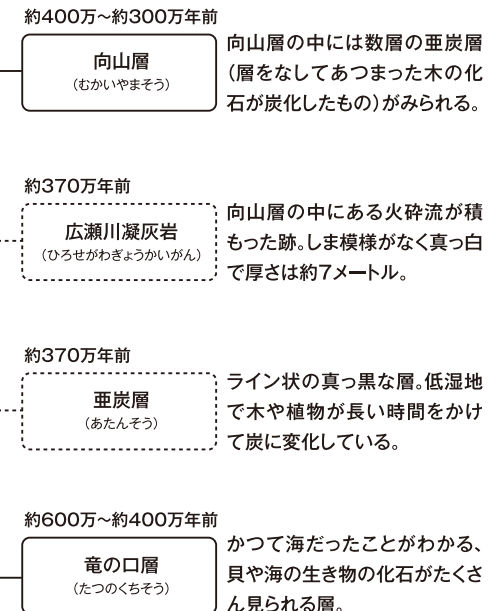 約400万〜約300万年前
向山層
（むかいやまそう）
向山層の中には数層の亜炭層
（層をなしてあつまった木の化
石が炭化したもの）がみられる。
約370万年前
広瀬川凝灰岩
（ひろせがわぎょうかいがん）
向山層の中にある火砕流が積
もった跡。しま模様がなく真っ白
で厚さは約7メートル。
約370万年前
亜炭層
（あたんそう）
ライン状の真っ黒な層。低湿地
で木や植物が長い時間をかけ
て炭に変化している。
約600万〜約400万年前
竜の口層
（たつのくちそう）
かつて海だったことがわかる、
貝や海の生き物の化石がたくさ
ん見られる層。